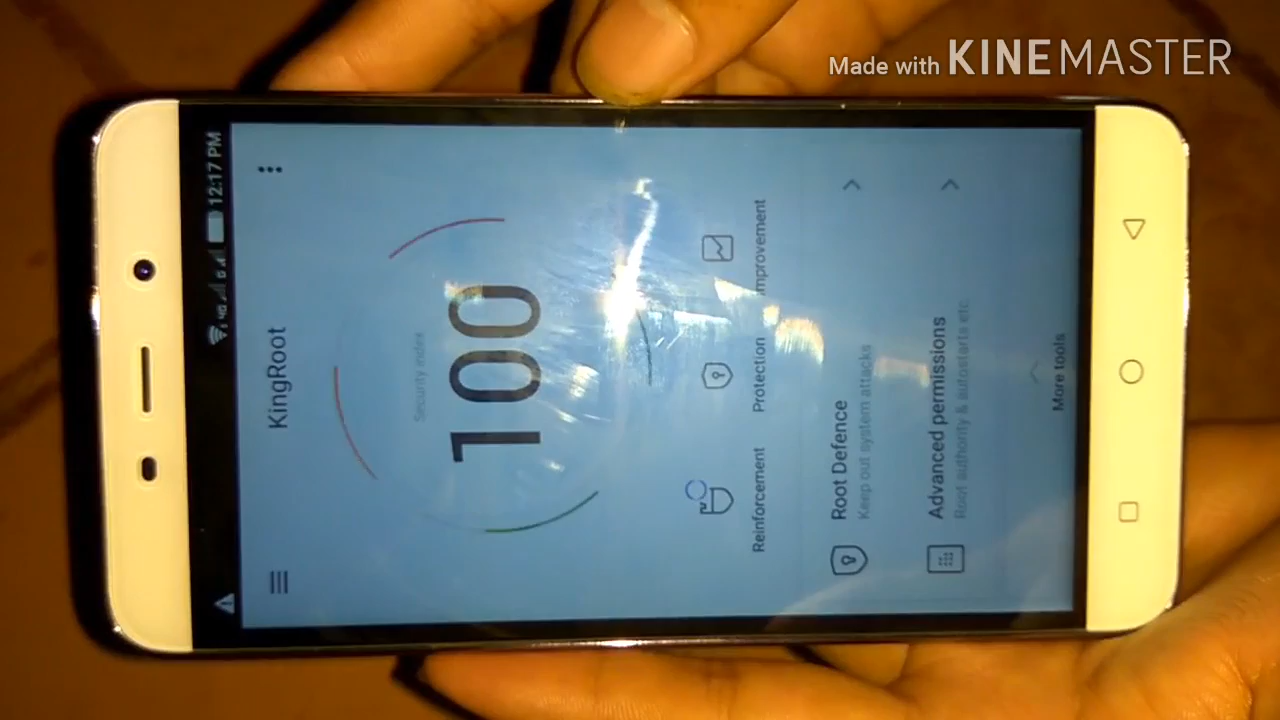 Made with KINEMASTER
12:17 PM
KingRoot
Security index
100
Reinforcement
Protection
Improvement
Root Defence
Keep out system attacks
Advanced permissions
Root authority & autostarts etc
More tools